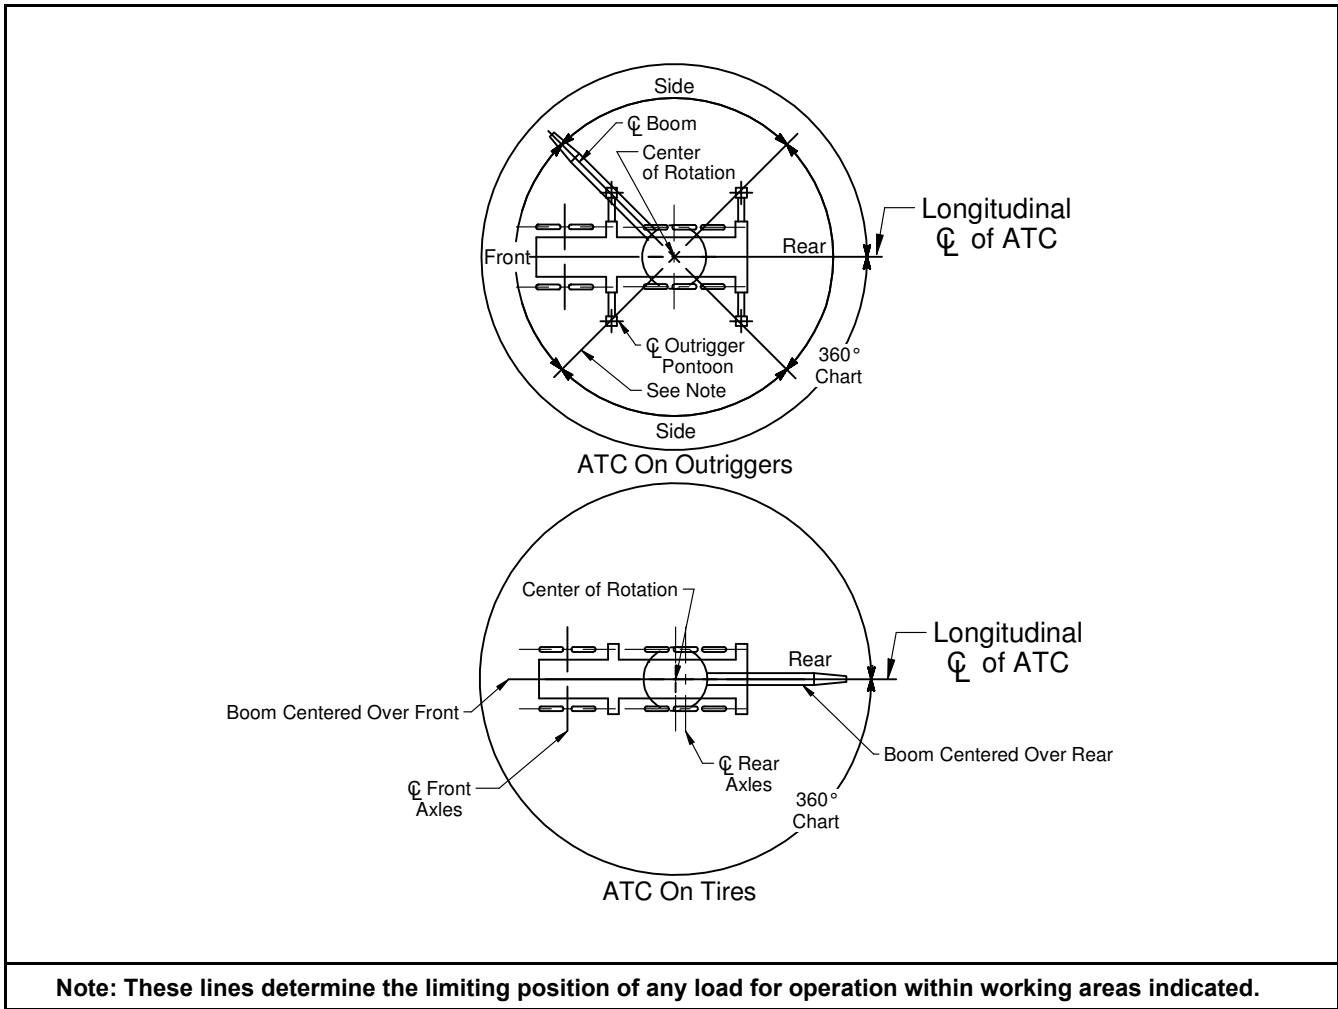 Side
℄ Boom
Center
of Rotation
Longitudinal
℄ of ATC
Rear
Front
℄ Outrigger
Pontoon
360°
Chart
See Note
Side
ATC On Outriggers
Center of Rotation
Longitudinal
℄ of ATC
Rear
Boom Centered Over Front
Boom Centered Over Rear
℄ Rear
Axles
℄ Front
Axles
360°
Chart
ATC On Tires
Note: These lines determine the limiting position of any load for operation within working areas indicated.